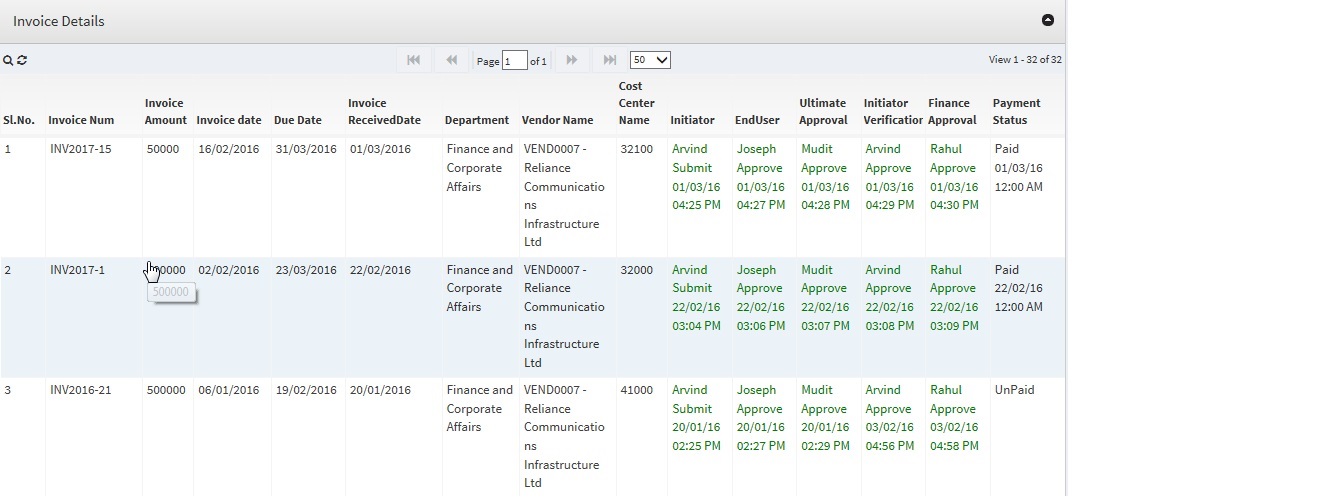 Invoice Details
Page 1 of 1 50 View 1 - 32 of 32
Sl.No. Invoice Num Invoice Amount Invoice date Due Date Invoice ReceivedDate Department Vendor Name Cost Center Name Initiator EndUser Ultimate Approval Initiator Verification Finance Approval Payment Status
1 INV2017-15 50000 16/02/2016 31/03/2016 01/03/2016 Finance and VEND0007 - 32100 Arvind Joseph Mudit Arvind Rahul Paid
Corporate Reliance Submit Approve Approve Approve Approve 01/03/16
Affairs Communicatio 01/03/16 01/03/16 01/03/16 01/03/16 01/03/16 12:00 AM
ns 04:25 PM 04:27 PM 04:28 PM 04:29 PM 04:30 PM
Infrastructure
Ltd
2 INV2017-1 0000 02/02/2016 23/03/2016 22/02/2016 Finance and VEND0007 - 32000 Arvind Joseph Mudit Arvind Rahul Paid
500000 Corporate Reliance Submit Approve Approve Approve Approve 22/02/16
Affairs Communicatio 22/02/16 22/02/16 22/02/16 22/02/16 22/02/16 12:00 AM
ns 03:04 PM 03:06 PM 03:07 PM 03:08 PM 03:09 PM
Infrastructure
Ltd
3 INV2016-21 500000 06/01/2016 19/02/2016 20/01/2016 Finance and VEND0007 - 41000 Arvind Joseph Mudit Arvind Rahul UnPaid
Corporate Reliance Submit Approve Approve Approve Approve
Affairs Communicatio 20/01/16 20/01/16 20/01/16 03/02/16 03/02/16
ns 02:25 PM 02:27 PM 02:29 PM 04:56 PM 04:58 PM
Infrastructure
Ltd